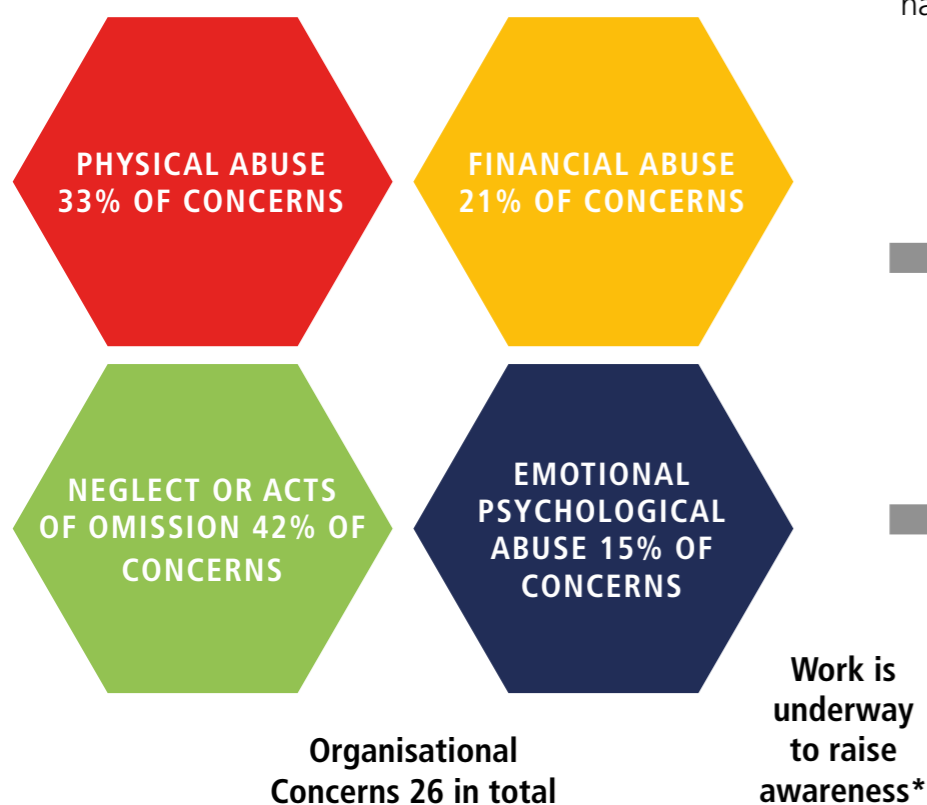 PHYSICAL ABUSE
33% OF CONCERNS
FINANCIAL ABUSE
21% OF CONCERNS
NEGLECT OR ACTS
OF OMISSION 42% OF
CONCERNS
EMOTIONAL
PSYCHOLOGICAL
ABUSE 15% OF
CONCERNS
Organisational
Concerns 26 in total
Work is
underway
to raise
awareness*